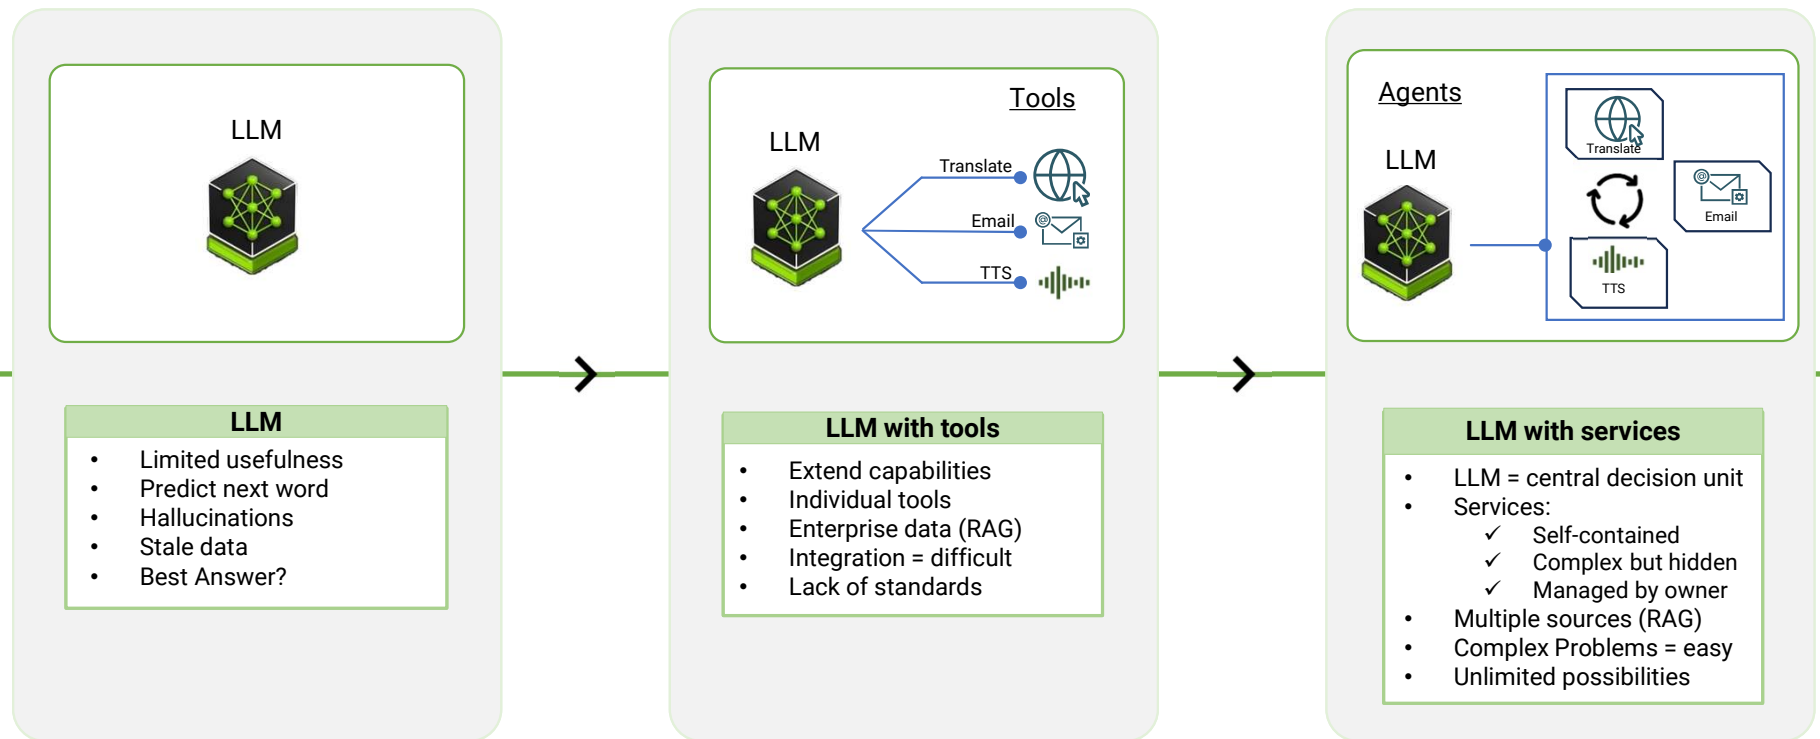 LLM
LLM
• Limited usefulness
• Predict next word
• Hallucinations
• Stale data
• Best Answer?
Tools
LLM
Translate
Email
@
TTS
LLM with tools
• Extend capabilities
• Individual tools
• Enterprise data (RAG)
• Integration = difficult
• Lack of standards
Agents
LLM
Translate
@
Email
TTS
LLM with services
• LLM = central decision unit
• Services:
✓ Self-contained
✓ Complex but hidden
✓ Managed by owner
• Multiple sources (RAG)
• Complex Problems = easy
• Unlimited possibilities